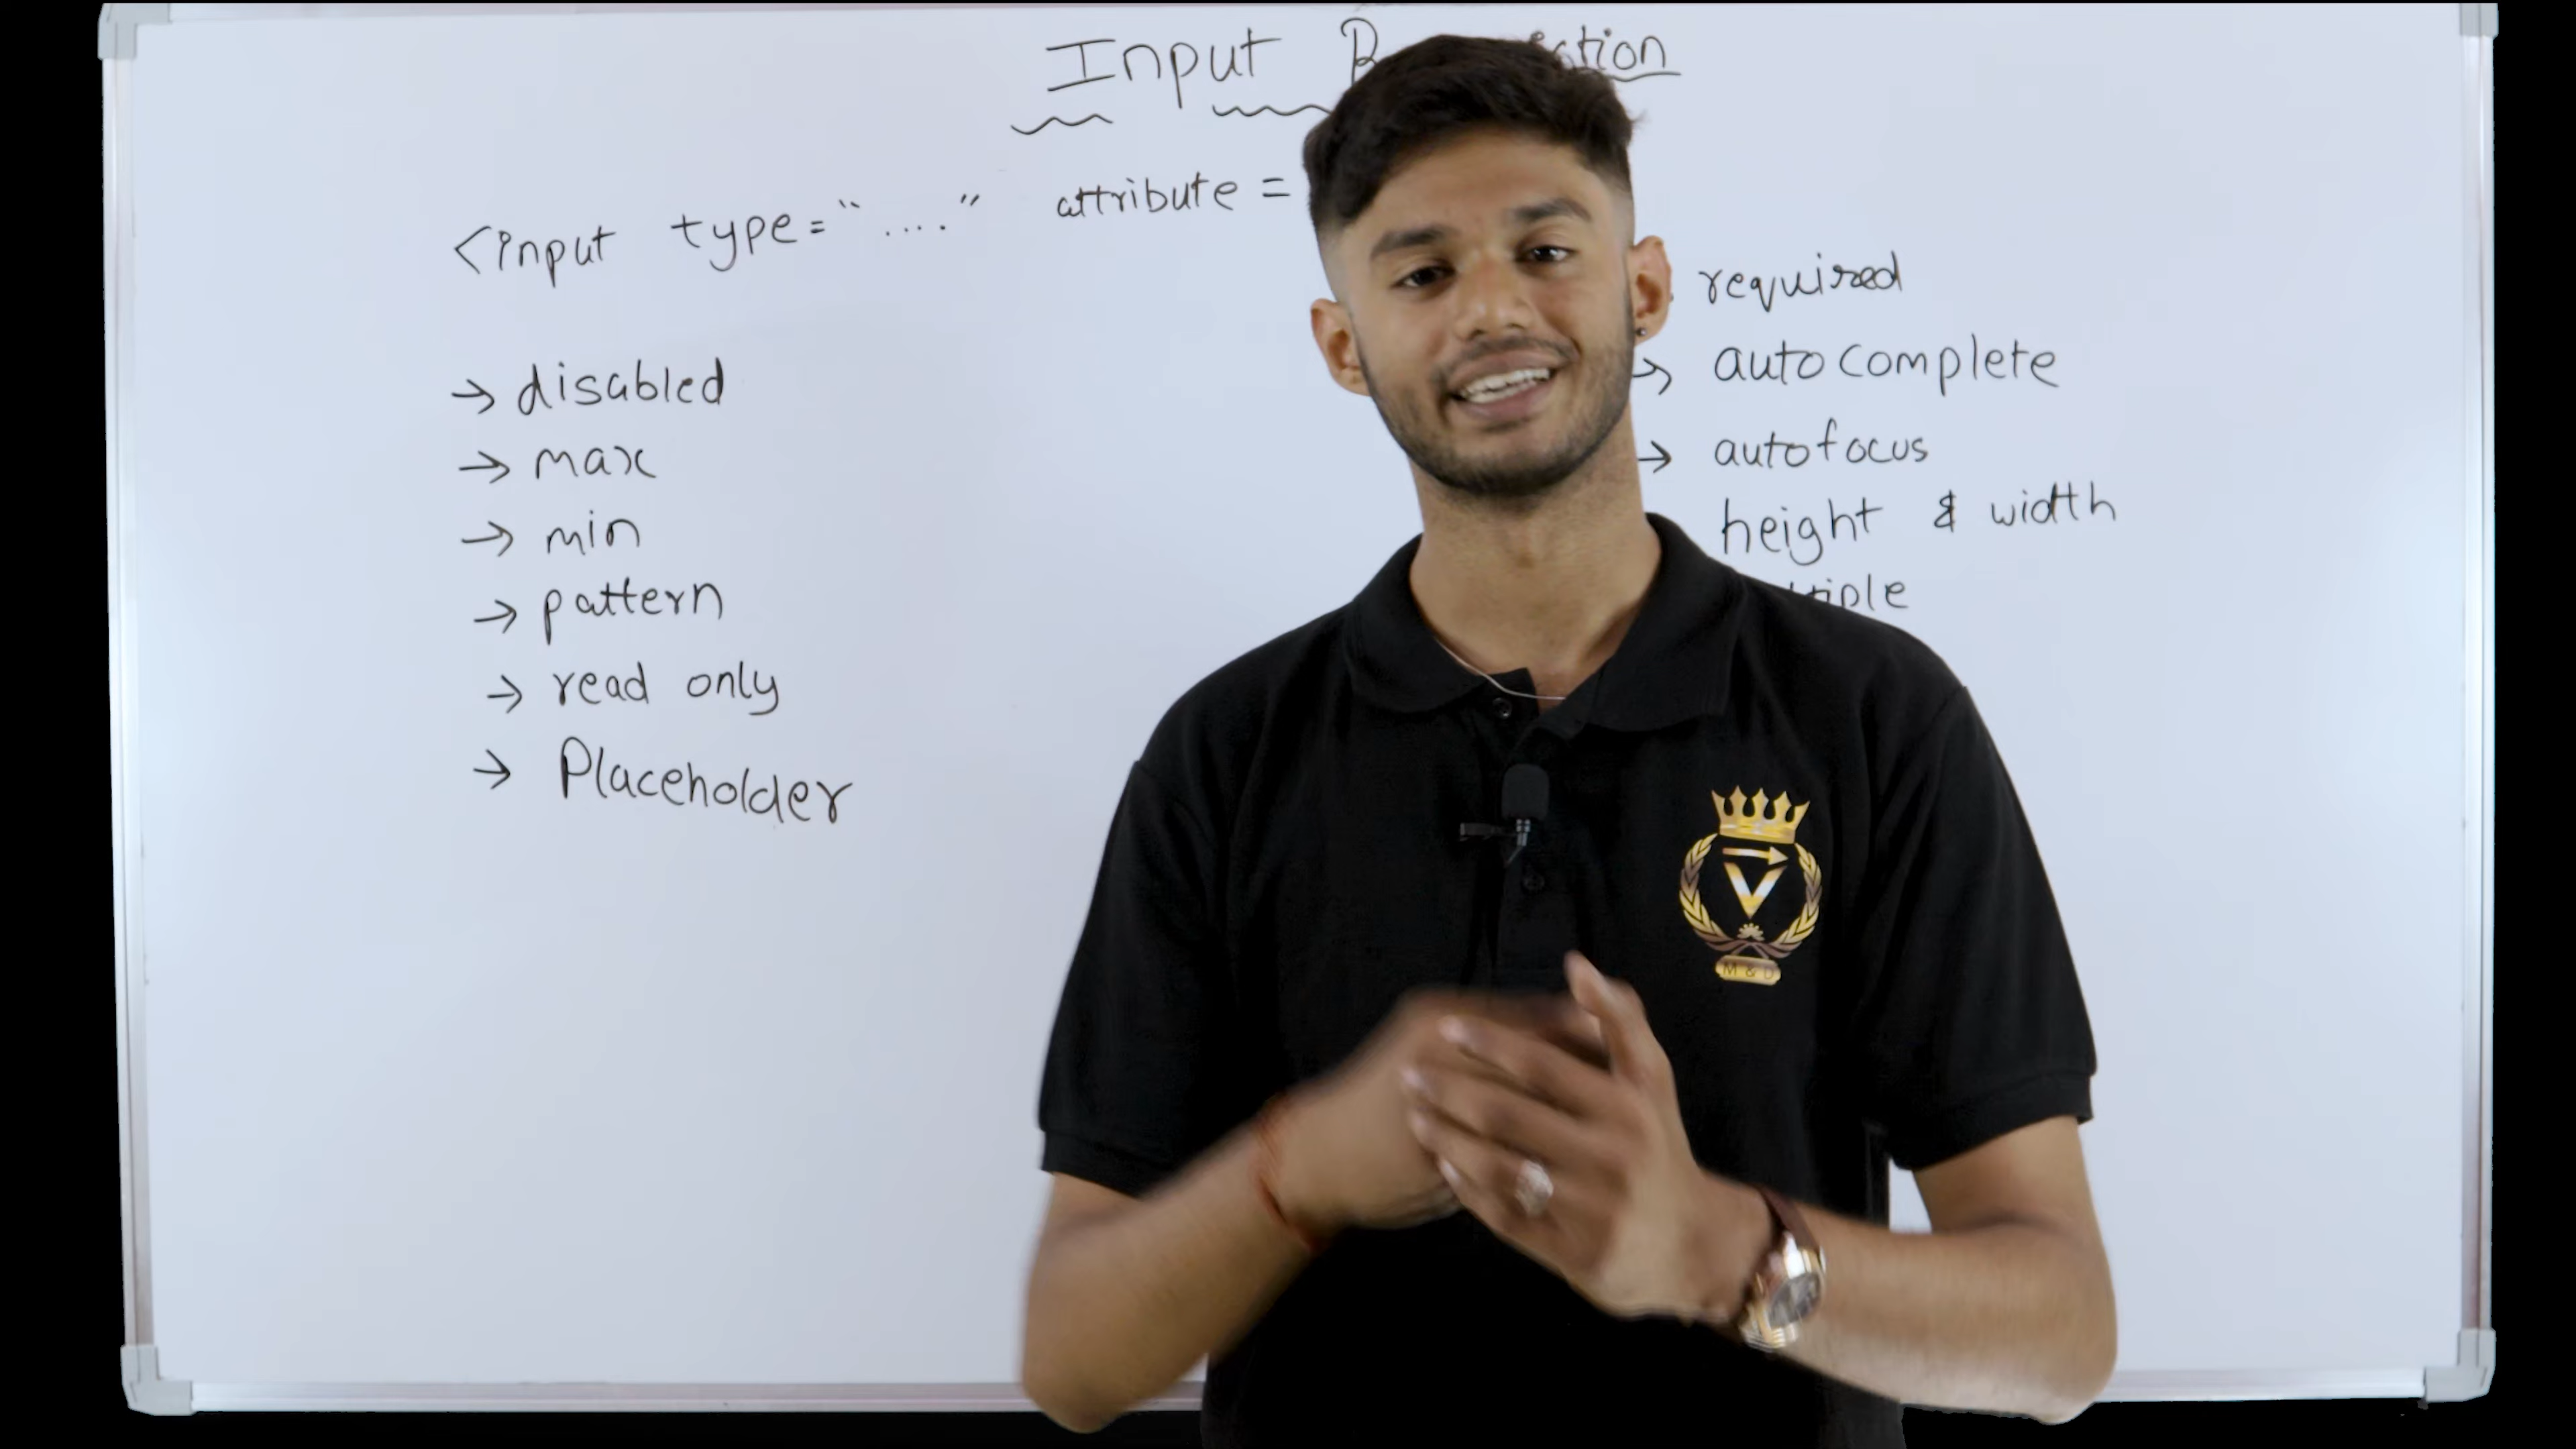 Input
<input type="...." attribute =
→ disabled
→ max
→ min
→ pattern
→ read only
→ Placeholder
required
→ autocomplete
→ autofocus
height & width
M & D